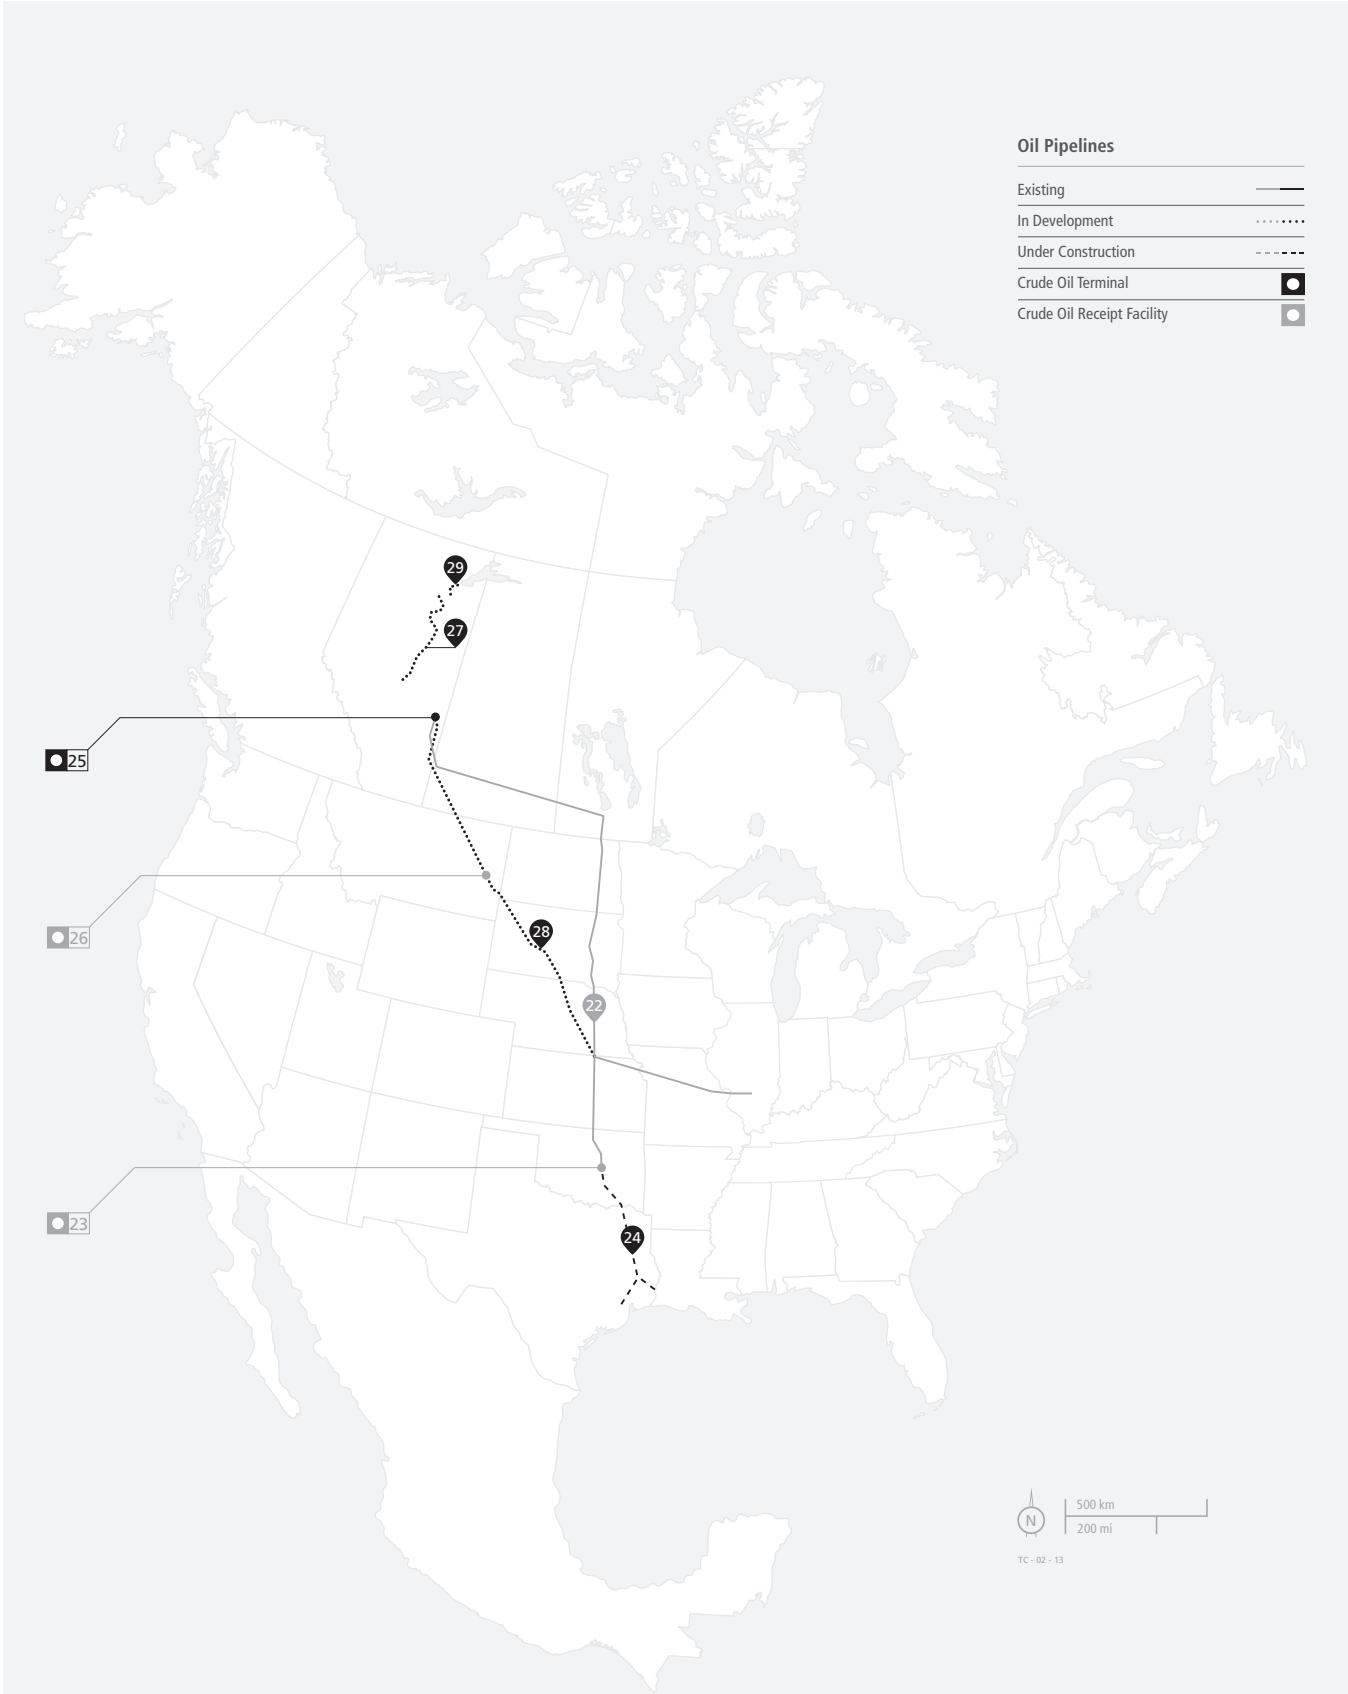 Oil Pipelines
Existing
In Development
Under Construction
Crude Oil Terminal
Crude Oil Receipt Facility
29
27
25
26
28
22
23
24
500 km
N
200 mi
TC - 02 - 13